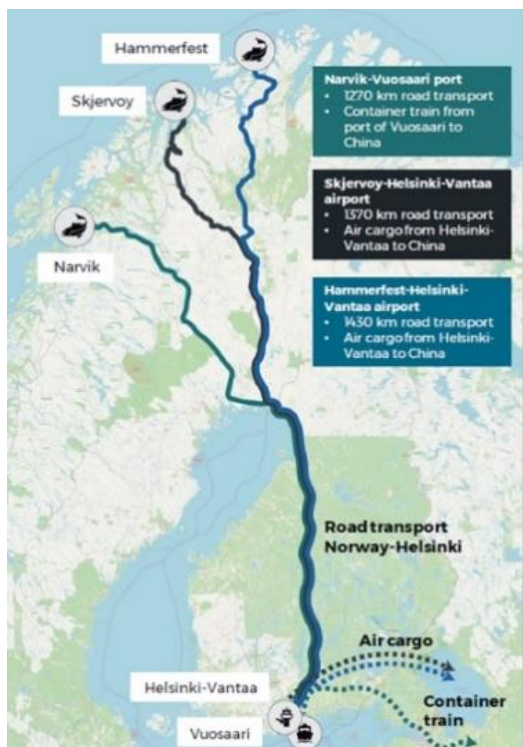 Hammerfest
Skjervoy
Narvik
Narvik-Vuosaari port
• 1270 km road transport
• Container train from
port of Vuosaari to
China
Skjervoy-Helsinki-Vantaa
airport
• 1370 km road transport
• Air cargo from Helsinki-
Vantaa to China
Hammerfest-Helsinki-
Vantaa airport
• 1430 km road transport
• Air cargo from Helsinki-
Vantaa to China
Road transport
Norway-Helsinki
Air cargo
Helsinki-Vantaa
Container
train
Vuosaari